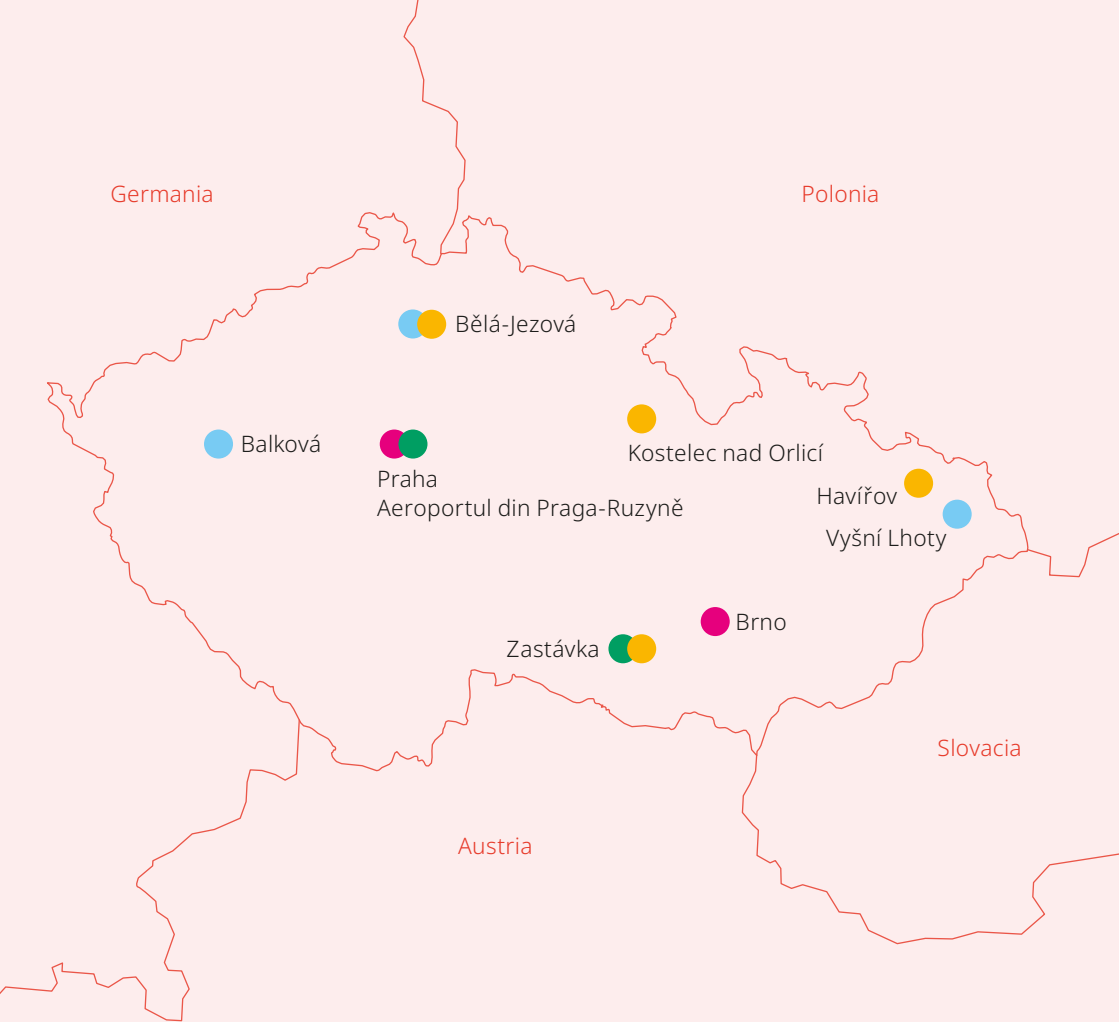 Germania
Polonia
Bělá-Jezová
Balková
Kostelec nad Orlicí
Praha
Aeroportul din Praga-Ruzyně
Havířov
Vyšní Lhoty
Brno
Zastávka
Slovacia
Austria